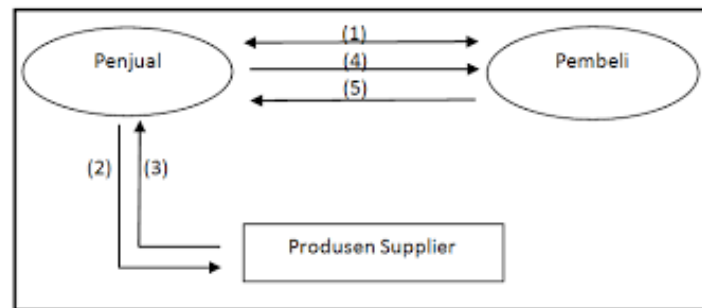 (1)
Penjual
(4)
Pembeli
(5)
(2)
(3)
Produsen Supplier